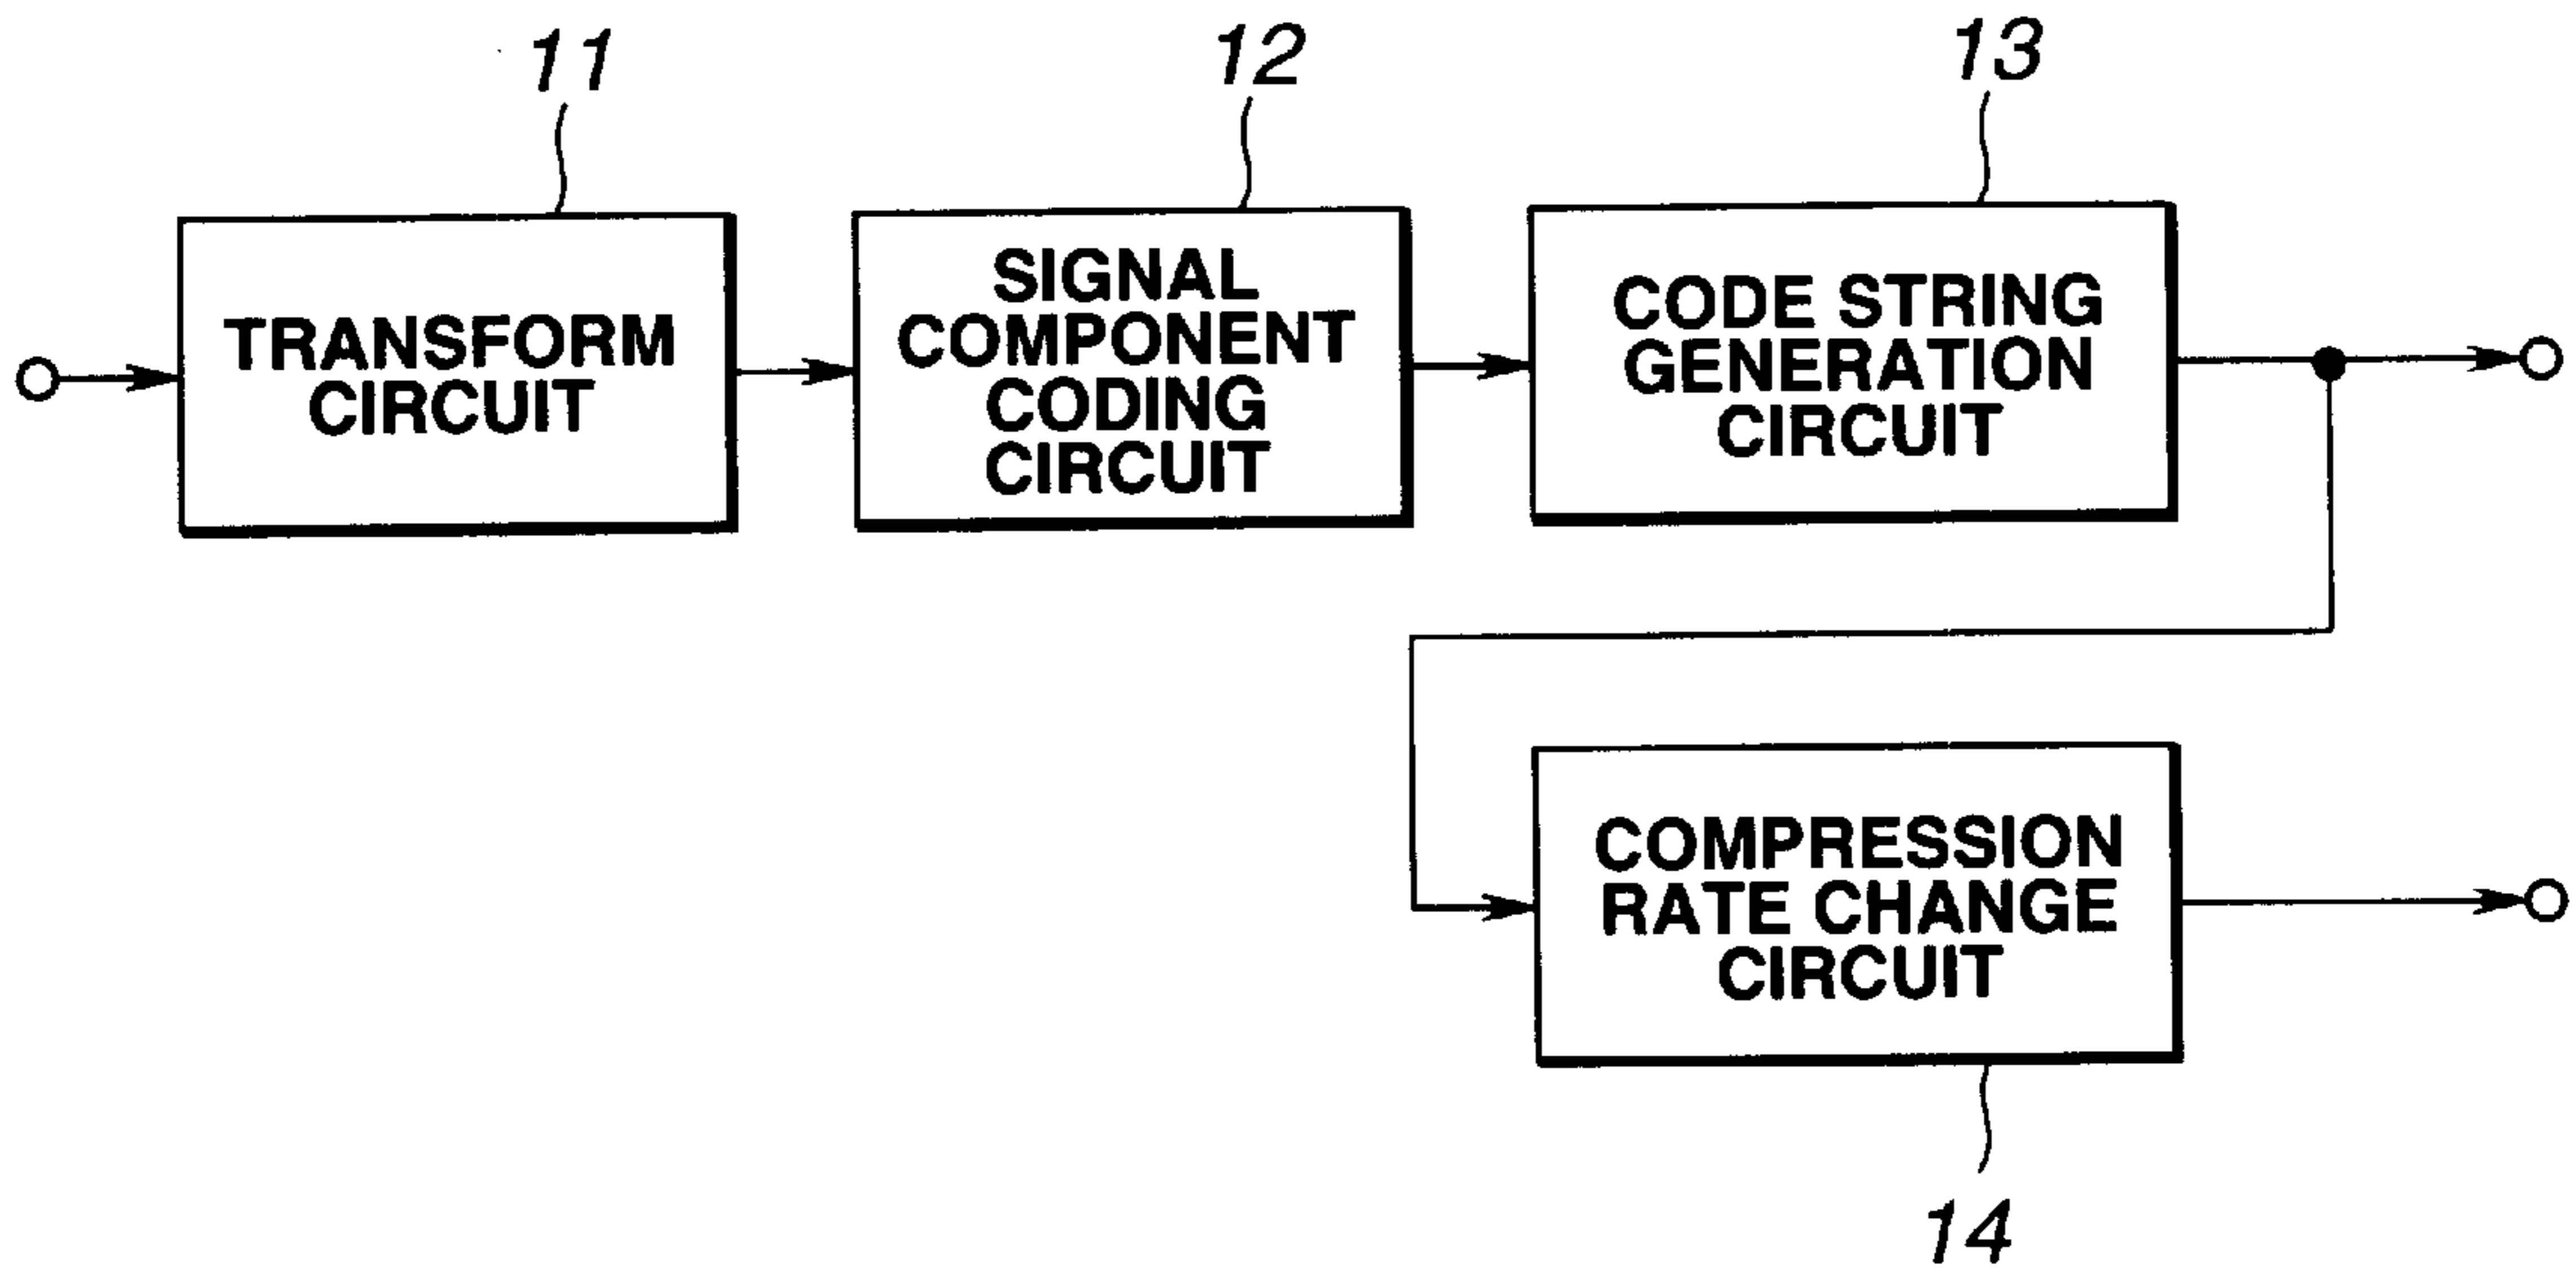 11
12
13
TRANSFORM
CIRCUIT
SIGNAL
COMPONENT
CODING
CIRCUIT
CODE STRING
GENERATION
CIRCUIT
COMPRESSION
RATE CHANGE
CIRCUIT
14